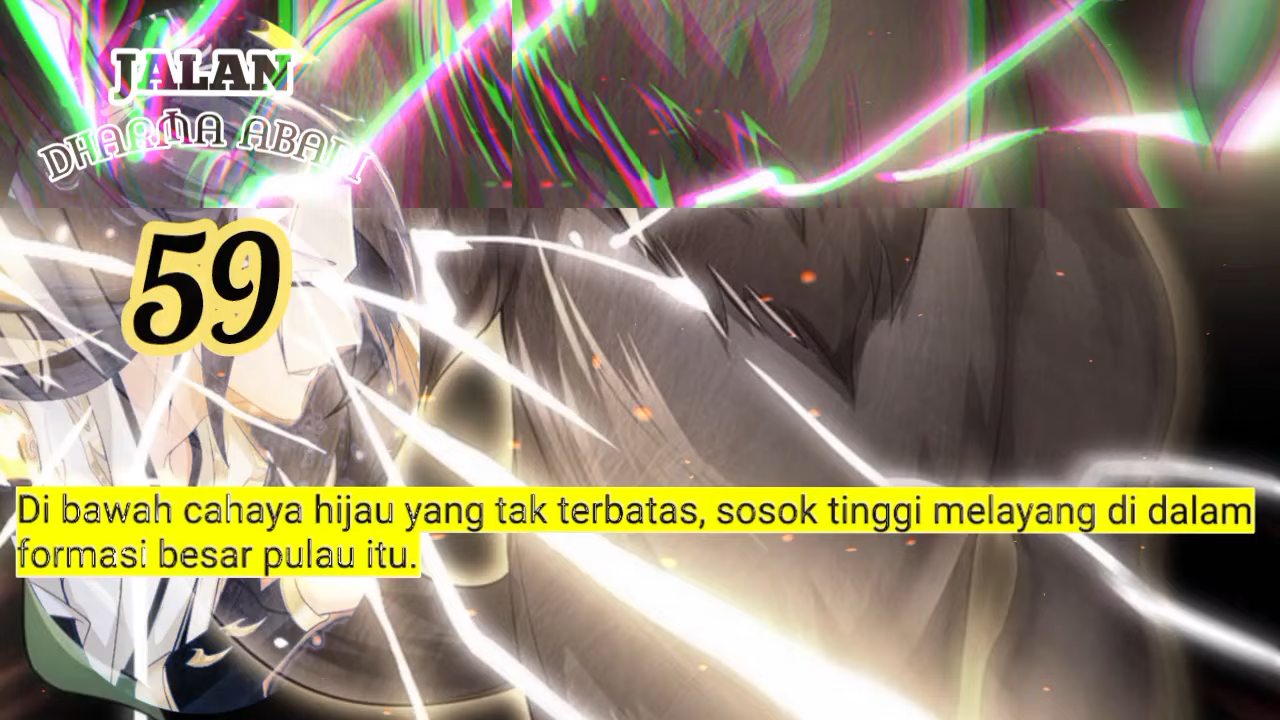 JALAN
DHARMA ABADI
59
Di bawah cahaya hijau yang tak terbatas, sosok tinggi melayang di dalam
formasi besar pulau itu.